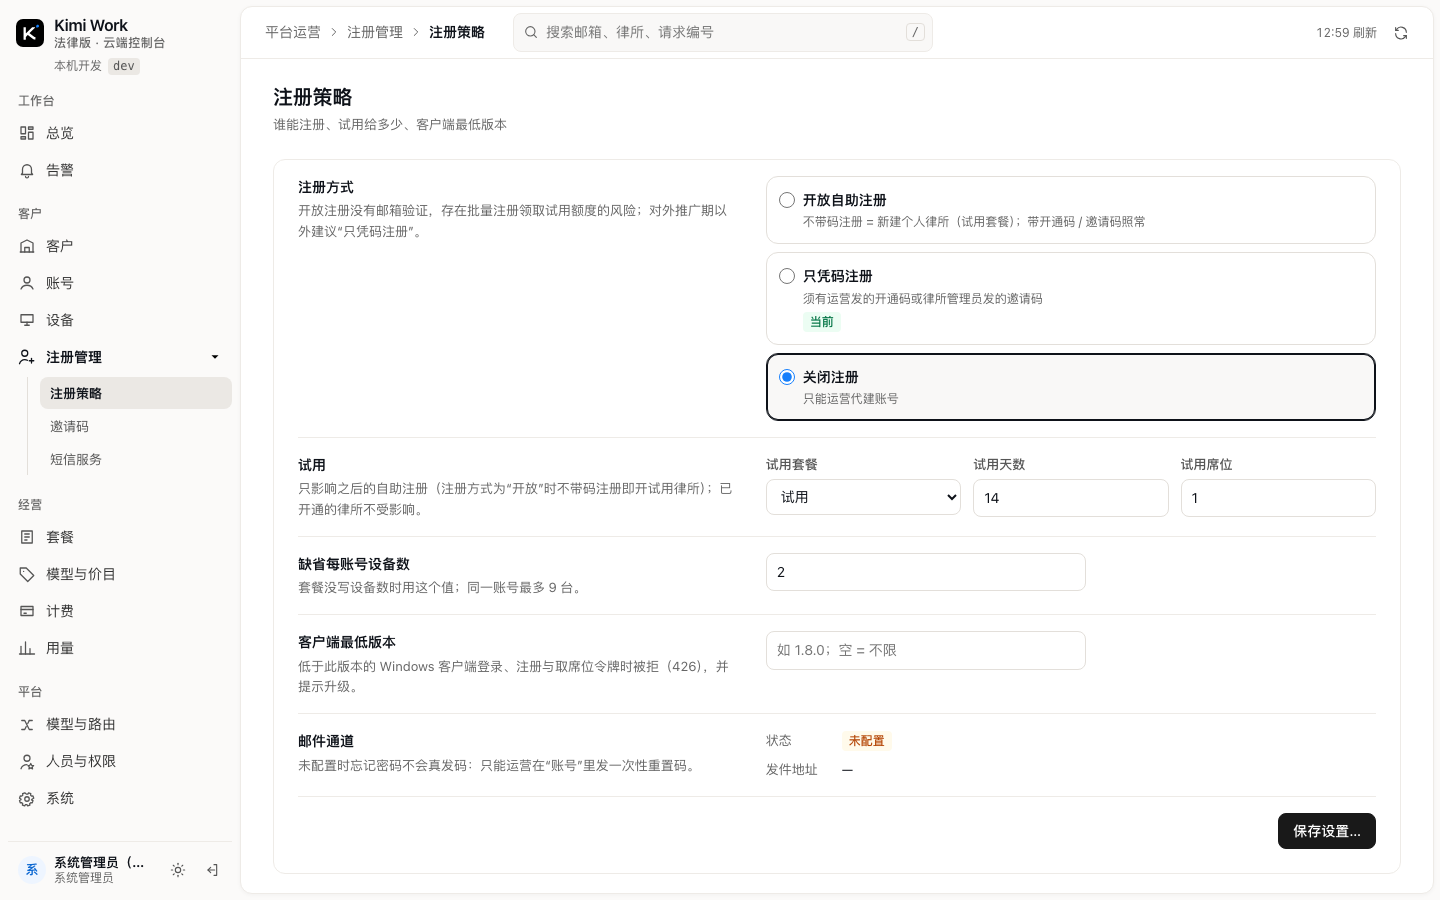 Kimi Work
法律版 · 云端控制台
本机开发 dev
工作台
总览
告警
客户
客户
账号
设备
注册管理
注册策略
邀请码
短信服务
经营
套餐
模型与价目
计费
用量
平台
模型与路由
人员与权限
系统
系
系统管理员（...
系统管理员
平台运营 > 注册管理 > 注册策略
搜索邮箱、律所、请求编号 /
12:59 刷新
注册策略
谁能注册、试用给多少、客户端最低版本
注册方式
开放注册没有邮箱验证，存在批量注册领取试用额度的风险；对外推广期以
外建议“只凭码注册”。
开放自助注册
不带码注册 = 新建个人律所（试用套餐）；带开通码 / 邀请码照常
只凭码注册
须有运营发的开通码或律所管理员发的邀请码
当前
关闭注册
只能运营代建账号
试用
只影响之后的自助注册（注册方式为“开放”时不带码注册即开试用律所）；已
开通的律所不受影响。
试用套餐 试用天数 试用席位
试用 14 1
缺省每账号设备数
套餐没写设备数时用这个值；同一账号最多 9 台。
2
客户端最低版本
低于此版本的 Windows 客户端登录、注册与取席位令牌时被拒（426），并
提示升级。
如 1.8.0；空 = 不限
邮件通道
未配置时忘记密码不会真发码：只能运营在“账号”里发一次性重置码。
状态 未配置
发件地址 —
保存设置...